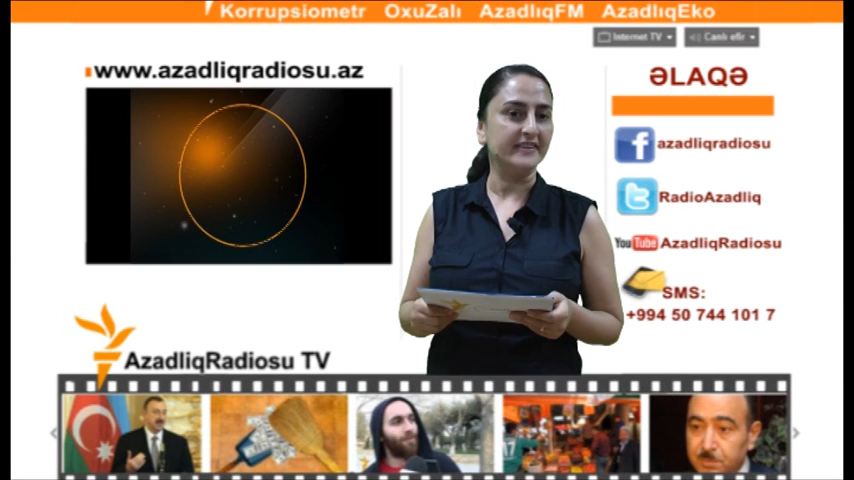 Korrupsiometr OxuZalı AzadlıqFM AzadlıqEko
Internet TV Canlı efir
www.azadliqradiosu.az
ƏLAQƏ
azadliqradiosu
RadioAzadliq
YouTube AzadliqRadiosu
SMS:
+994 50 744 101 7
AzadliqRadiosu TV